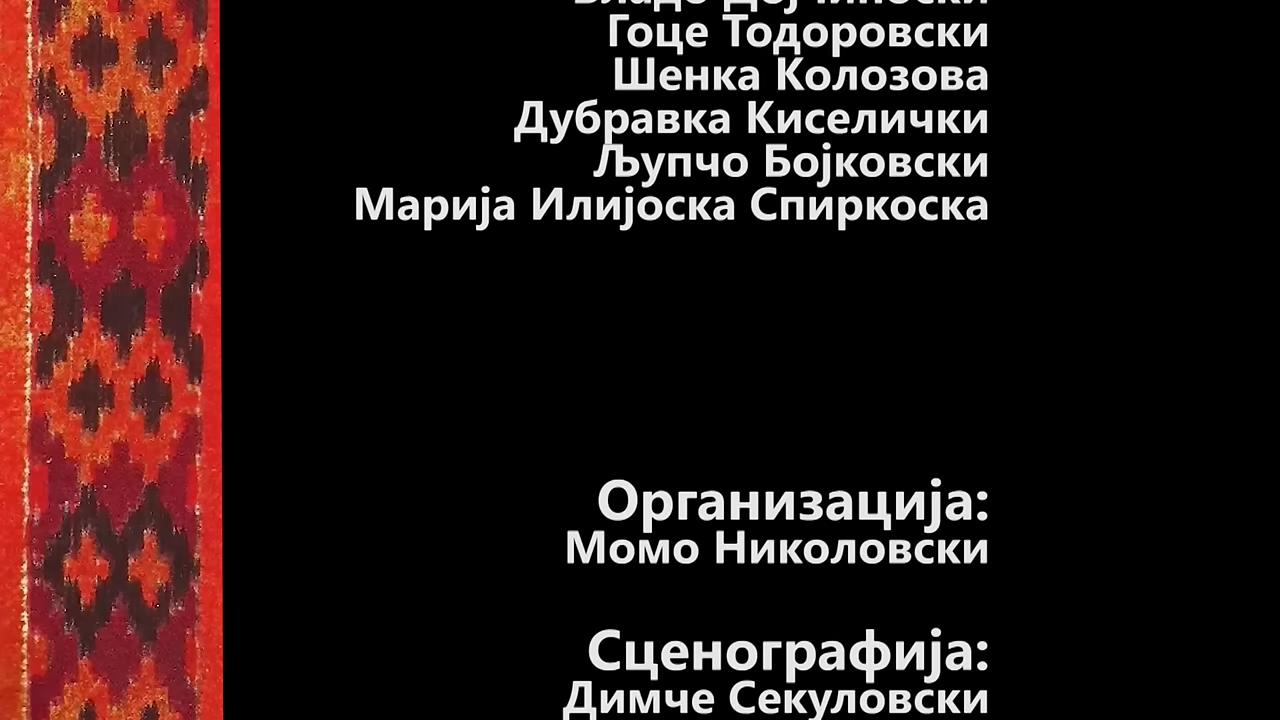 Гоце Тодоровски
Шенка Колозова
Дубравка Киселички
Љупчо Бојковски
Марија Илијоска Спиркоска
Организација:
Момо Николовски
Сценографија:
Димче Секуловски